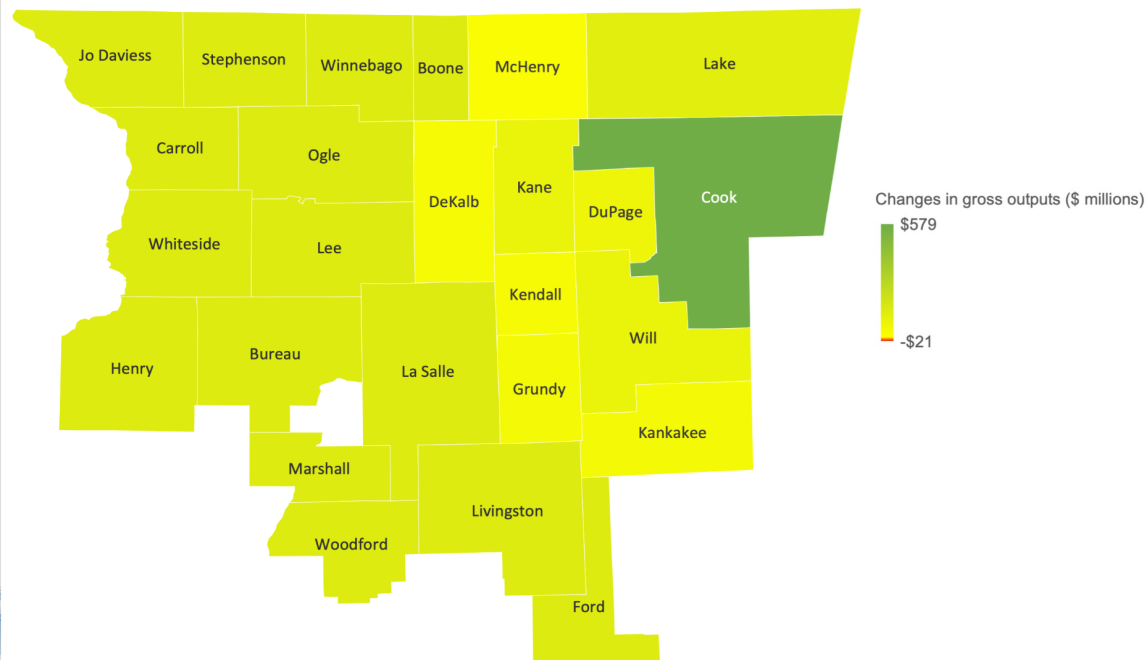 Jo Daviess
Stephenson
Winnebago
Boone
McHenry
Lake
Carroll
Ogle
DeKalb
Kane
DuPage
Cook
Changes in gross outputs ($ millions)
$579
-$21
Whiteside
Lee
Kendall
Will
Henry
Bureau
La Salle
Grundy
Kankakee
Marshall
Livingston
Woodford
Ford